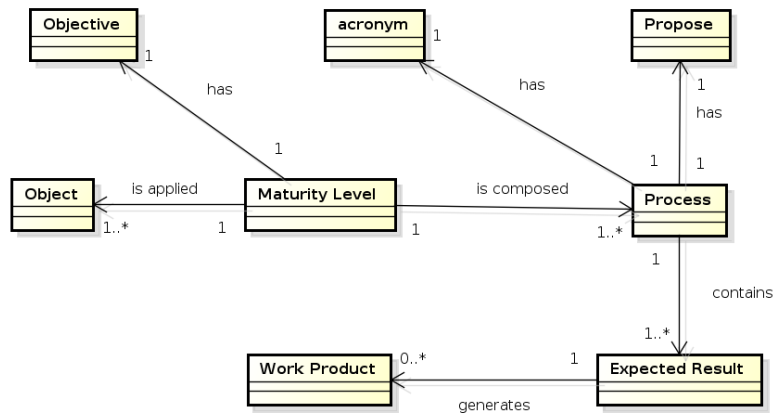 Objective
acronym
Propose
1
1
1
has
has
has
1
1
1
Object
is applied
Maturity Level
is composed
Process
1..*
1
1
1..*
1
contains
1..*
Work Product
0..*
1
Expected Result
generates